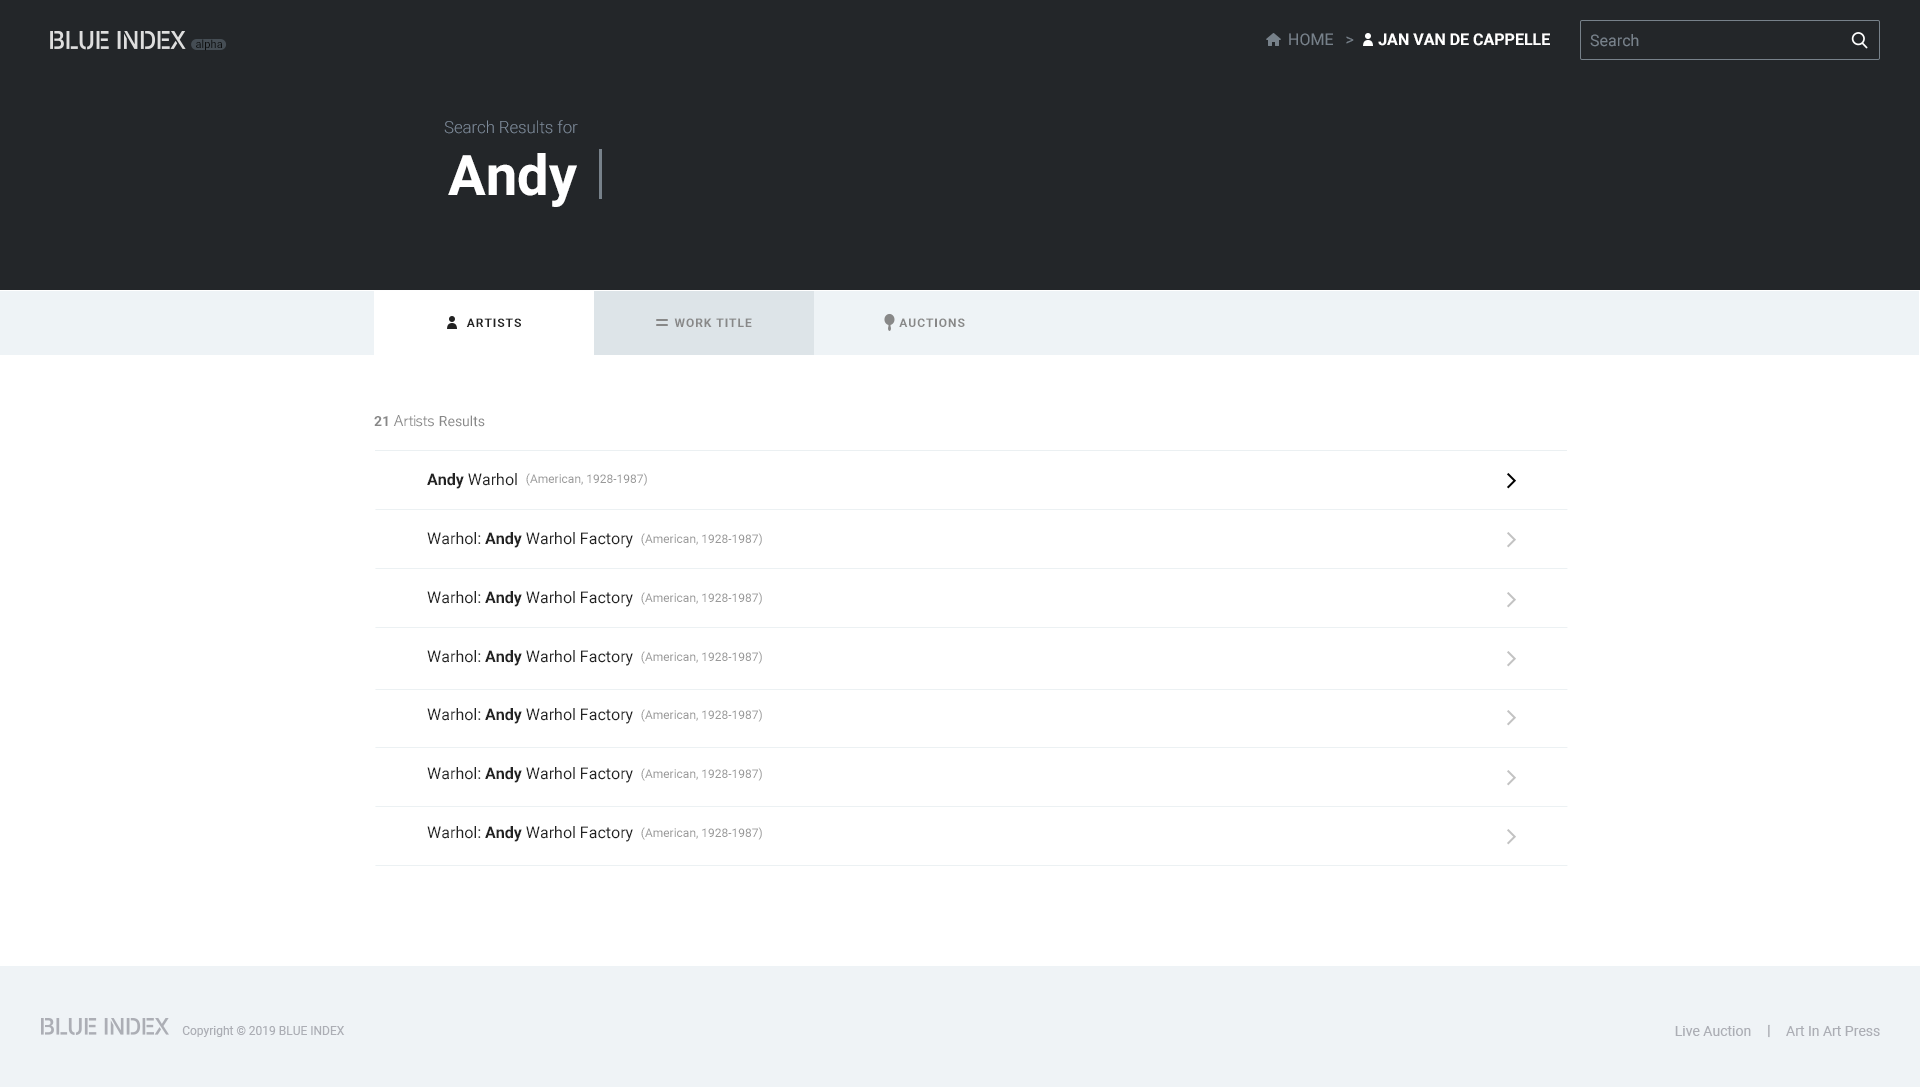 BLUE INDEX alpha
HOME > JAN VAN DE CAPPELLE
Search
Search Results for
Andy
ARTISTS
WORK TITLE
AUCTIONS
21 Artists Results
Andy Warhol (American, 1928-1987)
Warhol: Andy Warhol Factory (American, 1928-1987)
Warhol: Andy Warhol Factory (American, 1928-1987)
Warhol: Andy Warhol Factory (American, 1928-1987)
Warhol: Andy Warhol Factory (American, 1928-1987)
Warhol: Andy Warhol Factory (American, 1928-1987)
Warhol: Andy Warhol Factory (American, 1928-1987)
BLUE INDEX Copyright © 2019 BLUE INDEX
Live Auction | Art In Art Press